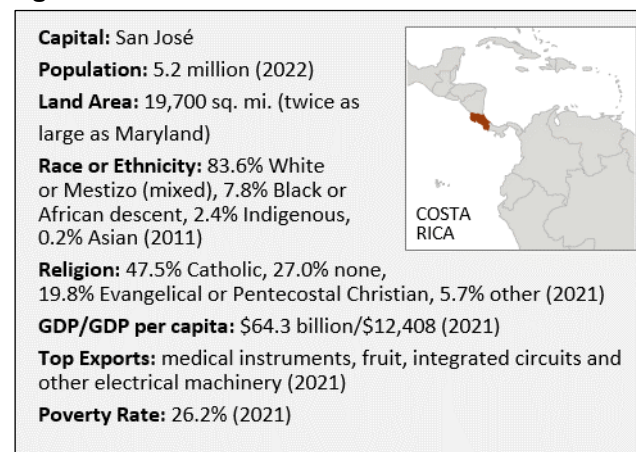 Capital: San José
Population: 5.2 million (2022)
Land Area: 19,700 sq. mi. (twice as
large as Maryland)
Race or Ethnicity: 83.6% White
or Mestizo (mixed), 7.8% Black or
African descent, 2.4% Indigenous,
0.2% Asian (2011)
Religion: 47.5% Catholic, 27.0% none,
19.8% Evangelical or Pentecostal Christian, 5.7% other (2021)
GDP/GDP per capita: $64.3 billion/$12,408 (2021)
Top Exports: medical instruments, fruit, integrated circuits and
other electrical machinery (2021)
Poverty Rate: 26.2% (2021)
COSTA
RICA